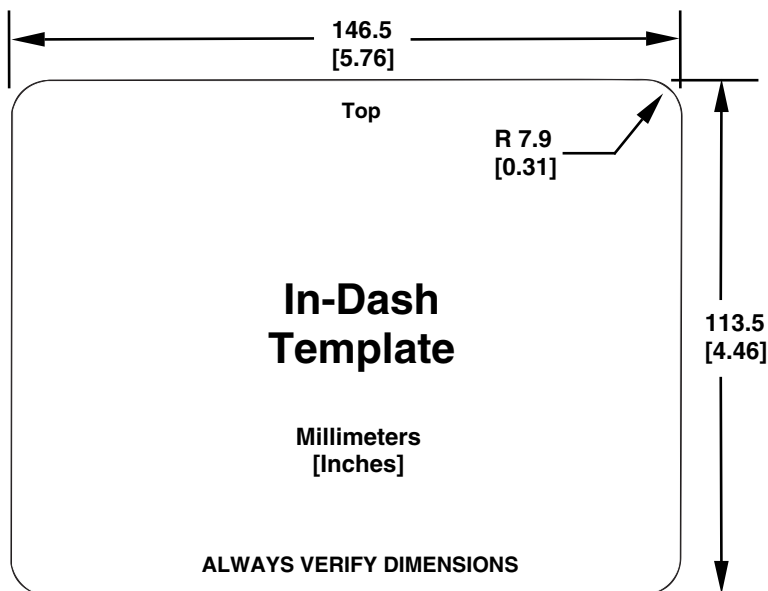 146.5
[5.76]
Top
R 7.9
[0.31]
In-Dash
Template
113.5
[4.46]
Millimeters
[Inches]
ALWAYS VERIFY DIMENSIONS